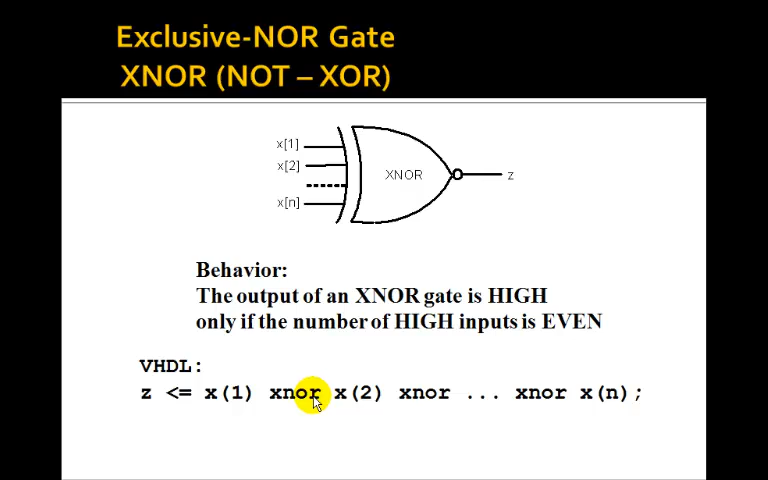 Exclusive-NOR Gate
XNOR (NOT – XOR)
x[1]
x[2]
x[n]
XNOR
z
Behavior:
The output of an XNOR gate is HIGH
only if the number of HIGH inputs is EVEN
VHDL:
z <= x(1) xnor x(2) xnor ... xnor x(n);